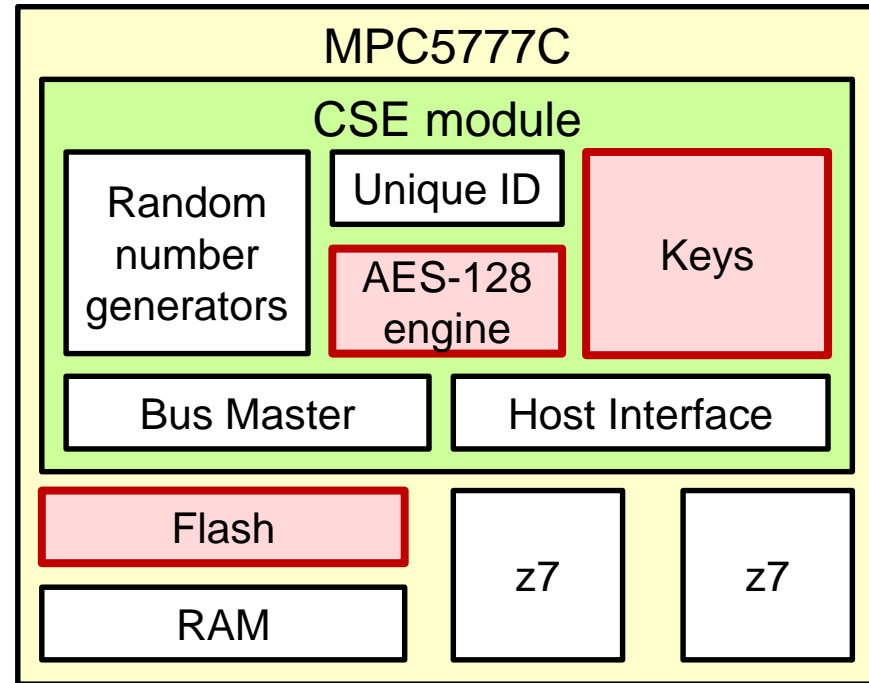 MPC5777C
CSE module
Random
number
generators
Unique ID
AES-128
engine
Keys
Bus Master
Host Interface
Flash
RAM
z7
z7